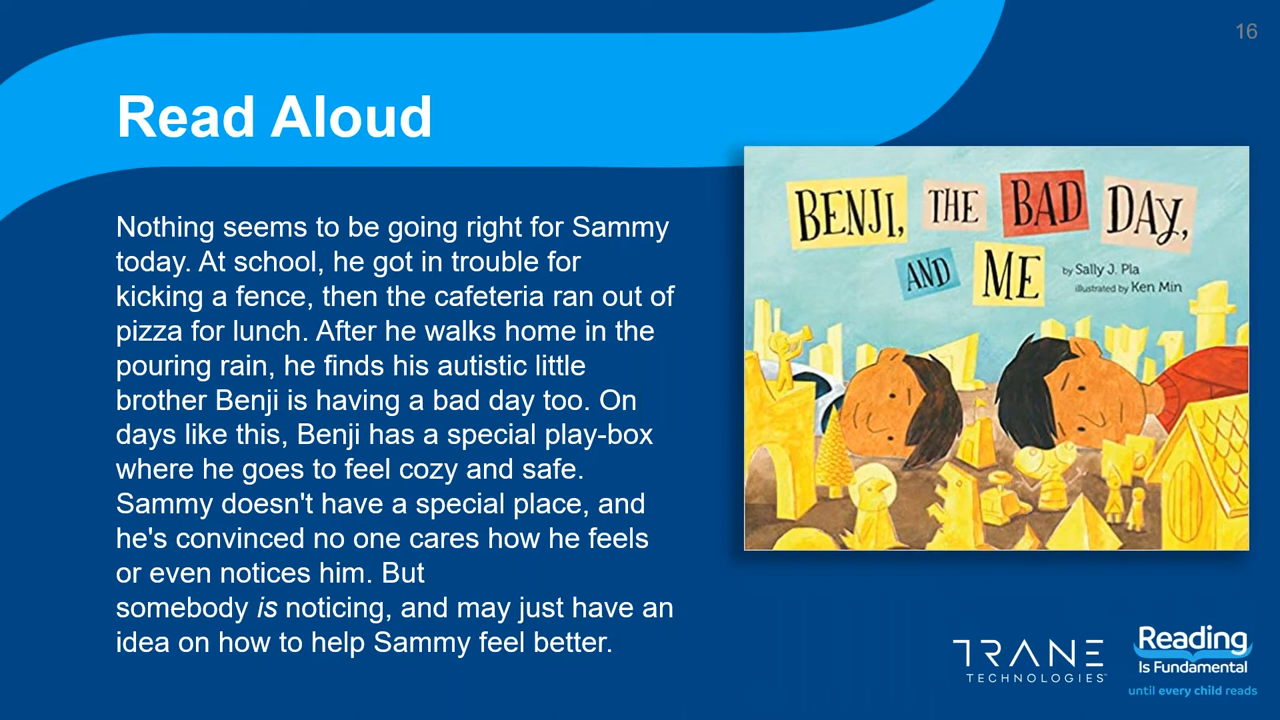 16
Read Aloud
Nothing seems to be going right for Sammy
today. At school, he got in trouble for
kicking a fence, then the cafeteria ran out of
pizza for lunch. After he walks home in the
pouring rain, he finds his autistic little
brother Benji is having a bad day too. On
days like this, Benji has a special play-box
where he goes to feel cozy and safe.
Sammy doesn't have a special place, and
he's convinced no one cares how he feels
or even notices him. But
somebody is noticing, and may just have an
idea on how to help Sammy feel better.
BENJI, THE BAD DAY,
AND ME
by Sally J. Pla
illustrated by Ken Min
TRANE
TECHNOLOGIES™
Reading
Is Fundamental
until every child reads